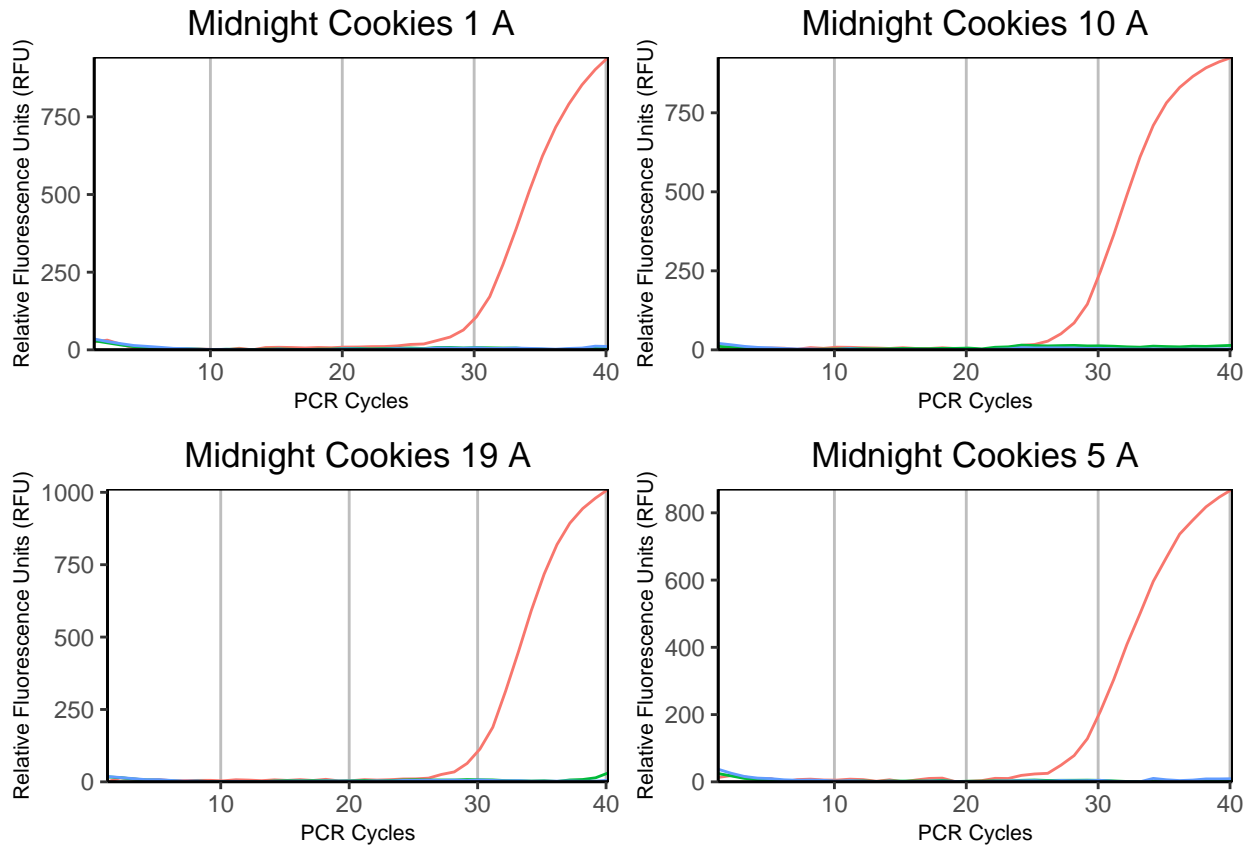 Midnight Cookies 1 A
Relative Fluorescence Units (RFU)
750
500
250
0
10 20 30 40
PCR Cycles
Midnight Cookies 10 A
Relative Fluorescence Units (RFU)
750
500
250
0
10 20 30 40
PCR Cycles
Midnight Cookies 19 A
Relative Fluorescence Units (RFU)
1000
750
500
250
0
10 20 30 40
PCR Cycles
Midnight Cookies 5 A
Relative Fluorescence Units (RFU)
800
600
400
200
0
10 20 30 40
PCR Cycles